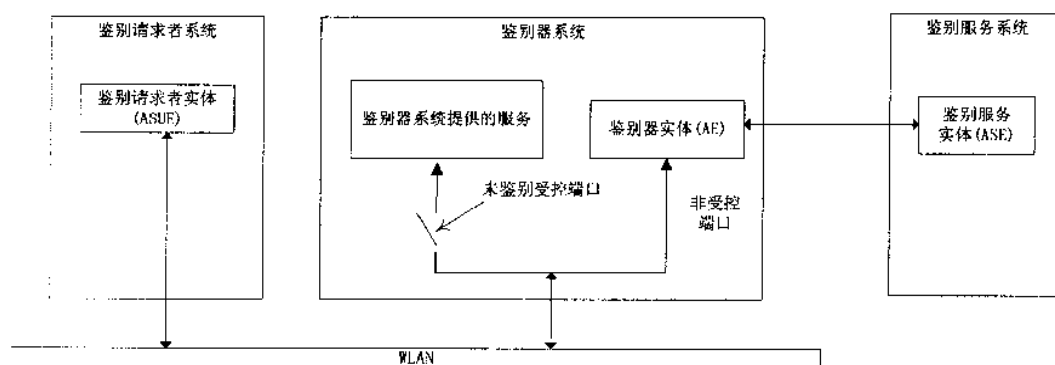 鉴别请求者系统
鉴别请求者实体
(ASUE)
鉴别器系统
鉴别器系统提供的服务
鉴别器实体(AE)
未鉴别受控端口
非受控
端口
鉴别服务系统
鉴别服务
实体(ASE)
WLAN